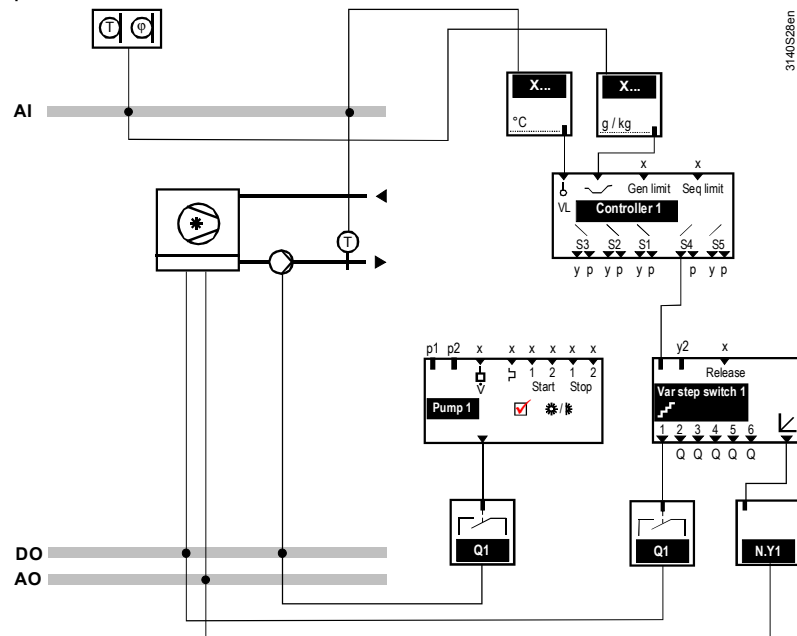 3140S28en
T φ
AI
X...
X...
°C
g / kg
x
x
Gen limit
Seq limit
VL
Controller 1
S3 S2 S1 S4 S5
y p y p y p p y p
T
p1 p2 x x x x x x
1 2 1 2
Start Stop
Pump 1
y2 x
Release
Var step switch 1
1 2 3 4 5 6
Q Q Q Q Q
Q1
Q1
N.Y1
DO
AO